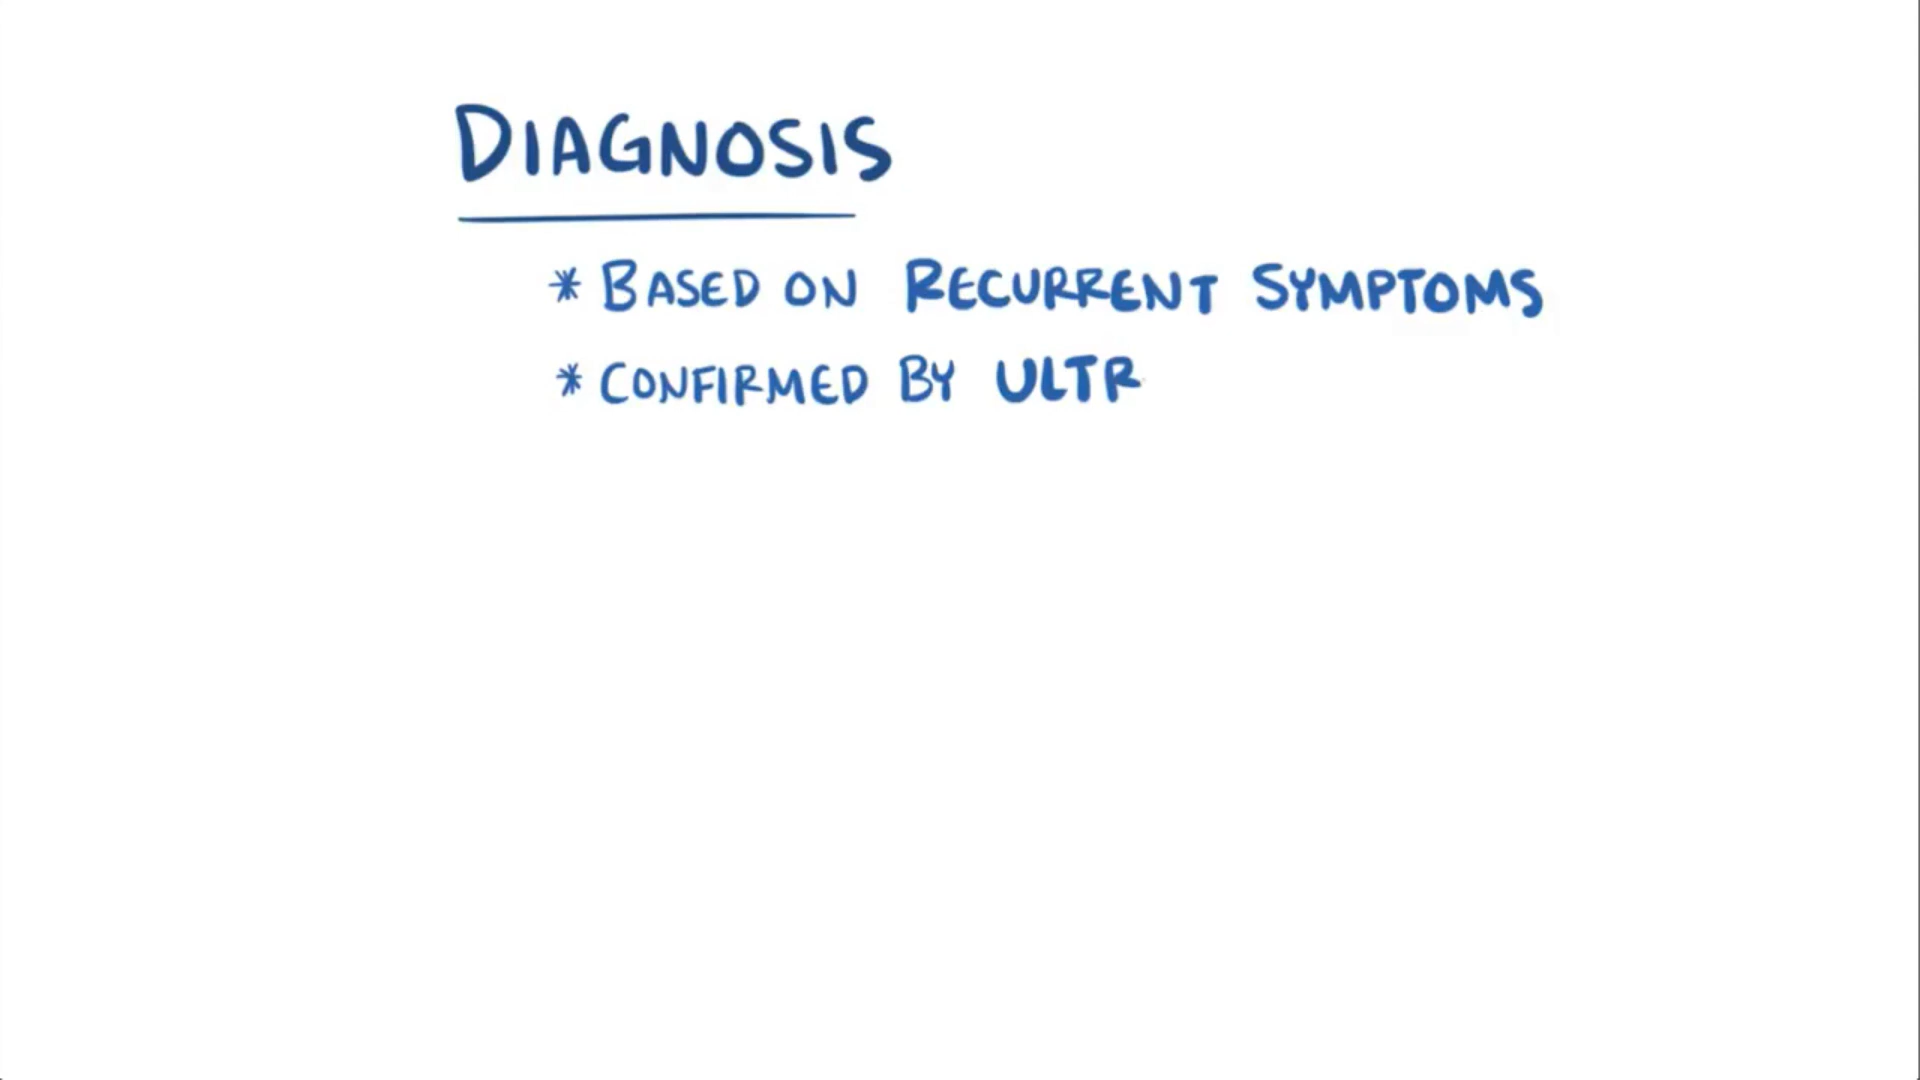 DIAGNOSIS
* BASED ON RECURRENT SYMPTOMS
* CONFIRMED BY ULTR